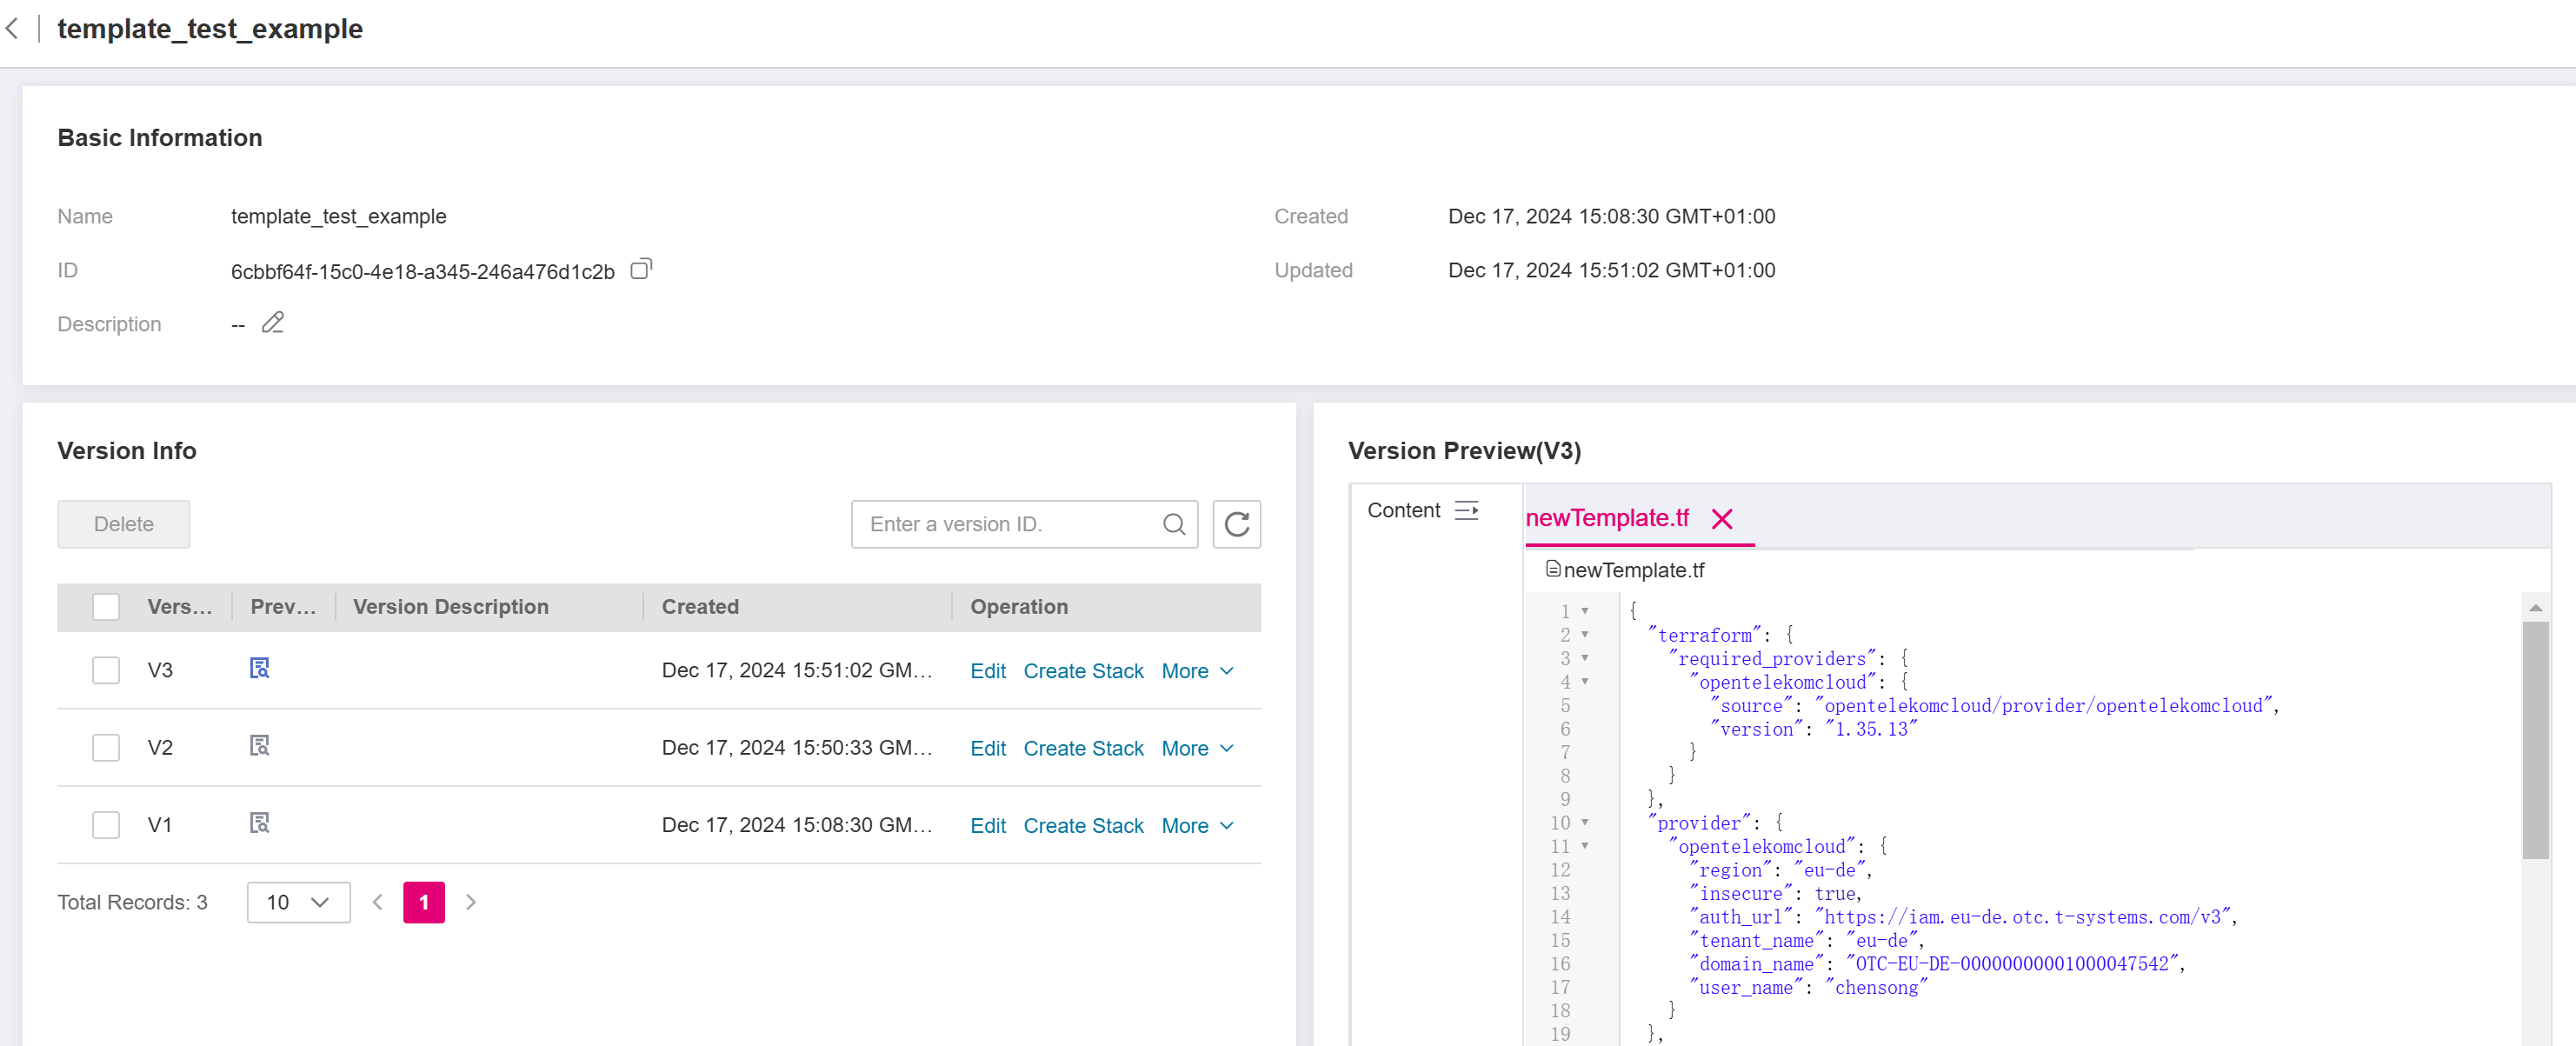 template_test_example
Basic Information
Name template_test_example
Created Dec 17, 2024 15:08:30 GMT+01:00
ID 6cbbf64f-15c0-4e18-a345-246a476d1c2b
Updated Dec 17, 2024 15:51:02 GMT+01:00
Description --
Version Info
Delete
Enter a version ID.
Vers... Prev... Version Description Created Operation
V3 Dec 17, 2024 15:51:02 GM... Edit Create Stack More
V2 Dec 17, 2024 15:50:33 GM... Edit Create Stack More
V1 Dec 17, 2024 15:08:30 GM... Edit Create Stack More
Total Records: 3 10 1
Version Preview(V3)
Content
newTemplate.tf
newTemplate.tf
1 {
2 "terraform": {
3 "required_providers": {
4 "opentelekomcloud": {
5 "source": "opentelekomcloud/provider/opentelekomcloud",
6 "version": "1.35.13"
7 }
8 }
9 },
10 "provider": {
11 "opentelekomcloud": {
12 "region": "eu-de",
13 "insecure": true,
14 "auth_url": "https://iam.eu-de.otc.t-systems.com/v3",
15 "tenant_name": "eu-de",
16 "domain_name": "OTC-EU-DE-00000000001000047542",
17 "user_name": "chensong"
18 }
19 },